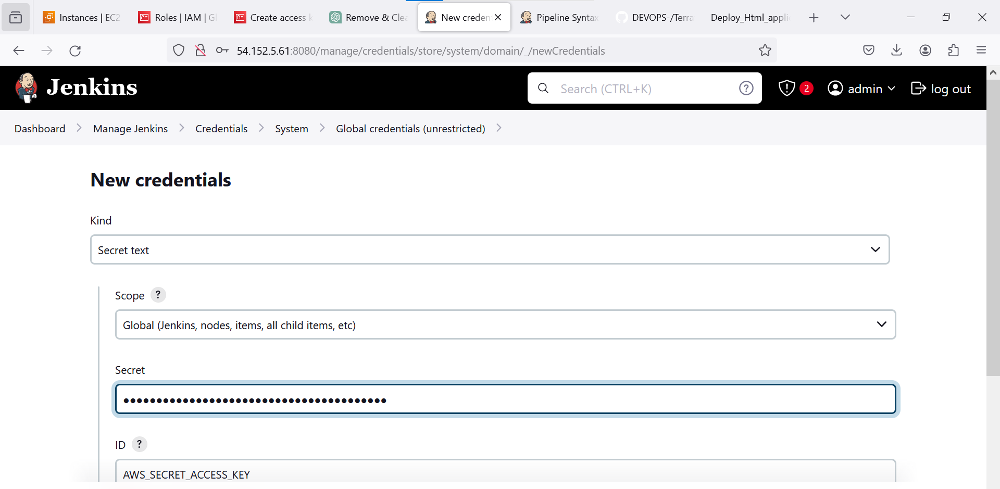 Instances | EC2
Roles | IAM | Gl
Create access k
Remove & Clea
New creden
Pipeline Syntax
DEVOPS-/Terra
Deploy_Html_appli
54.152.5.61:8080/manage/credentials/store/system/domain/_/newCredentials
Jenkins
Search (CTRL+K)
?
2
admin
log out
Dashboard
Manage Jenkins
Credentials
System
Global credentials (unrestricted)
New credentials
Kind
Secret text
Scope ?
Global (Jenkins, nodes, items, all child items, etc)
Secret
••••••••••••••••••••••••••••••••••••••••
ID ?
AWS_SECRET_ACCESS_KEY